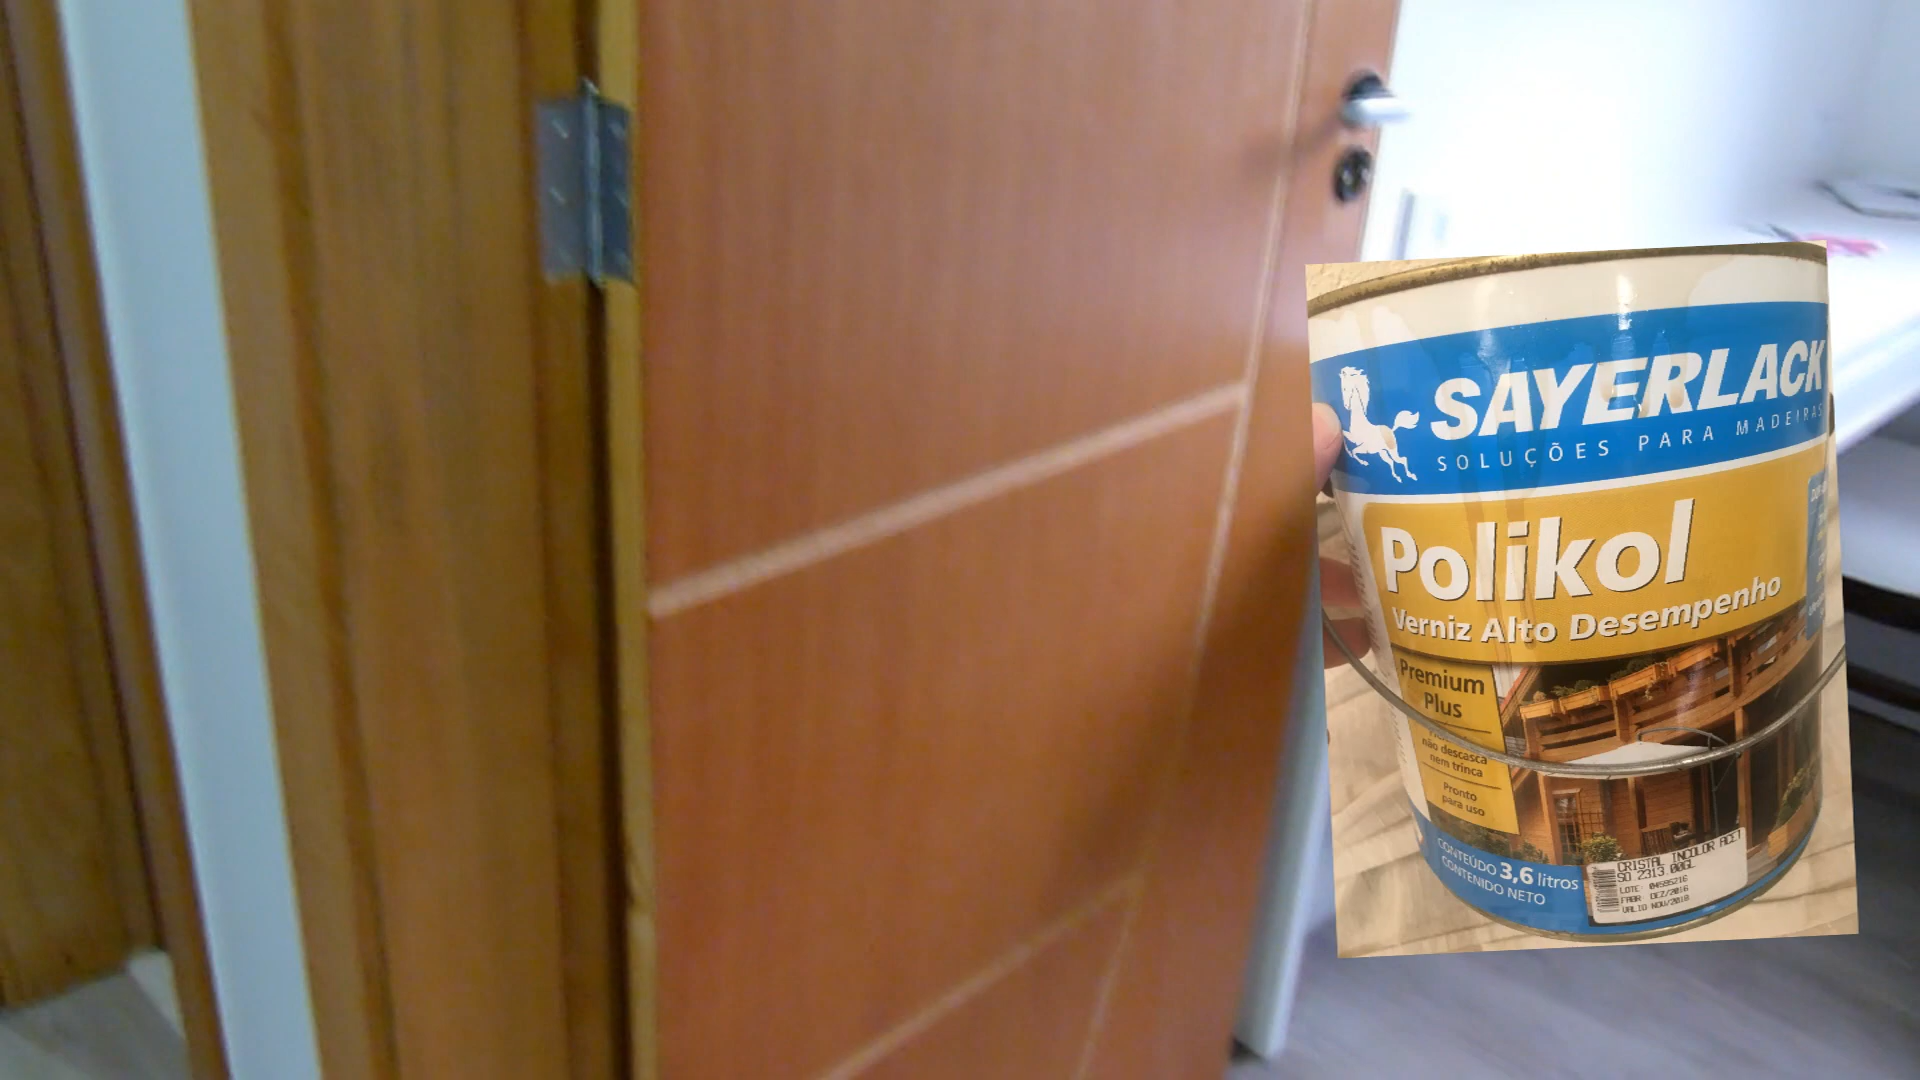 SAYERLACK
SOLUÇÕES PARA MADEIRAS
Polikol
Verniz Alto Desempenho
Premium
Plus
não descasca
nem trinca
Pronto
para uso
CONTEÚDO 3,6 litros
CONTENIDO NETO
CRISTAL INCOLOR ACET
SO 2313.00GL
LOTE: 04595216
FABR: DEZ/2016
VALID NOV/2018